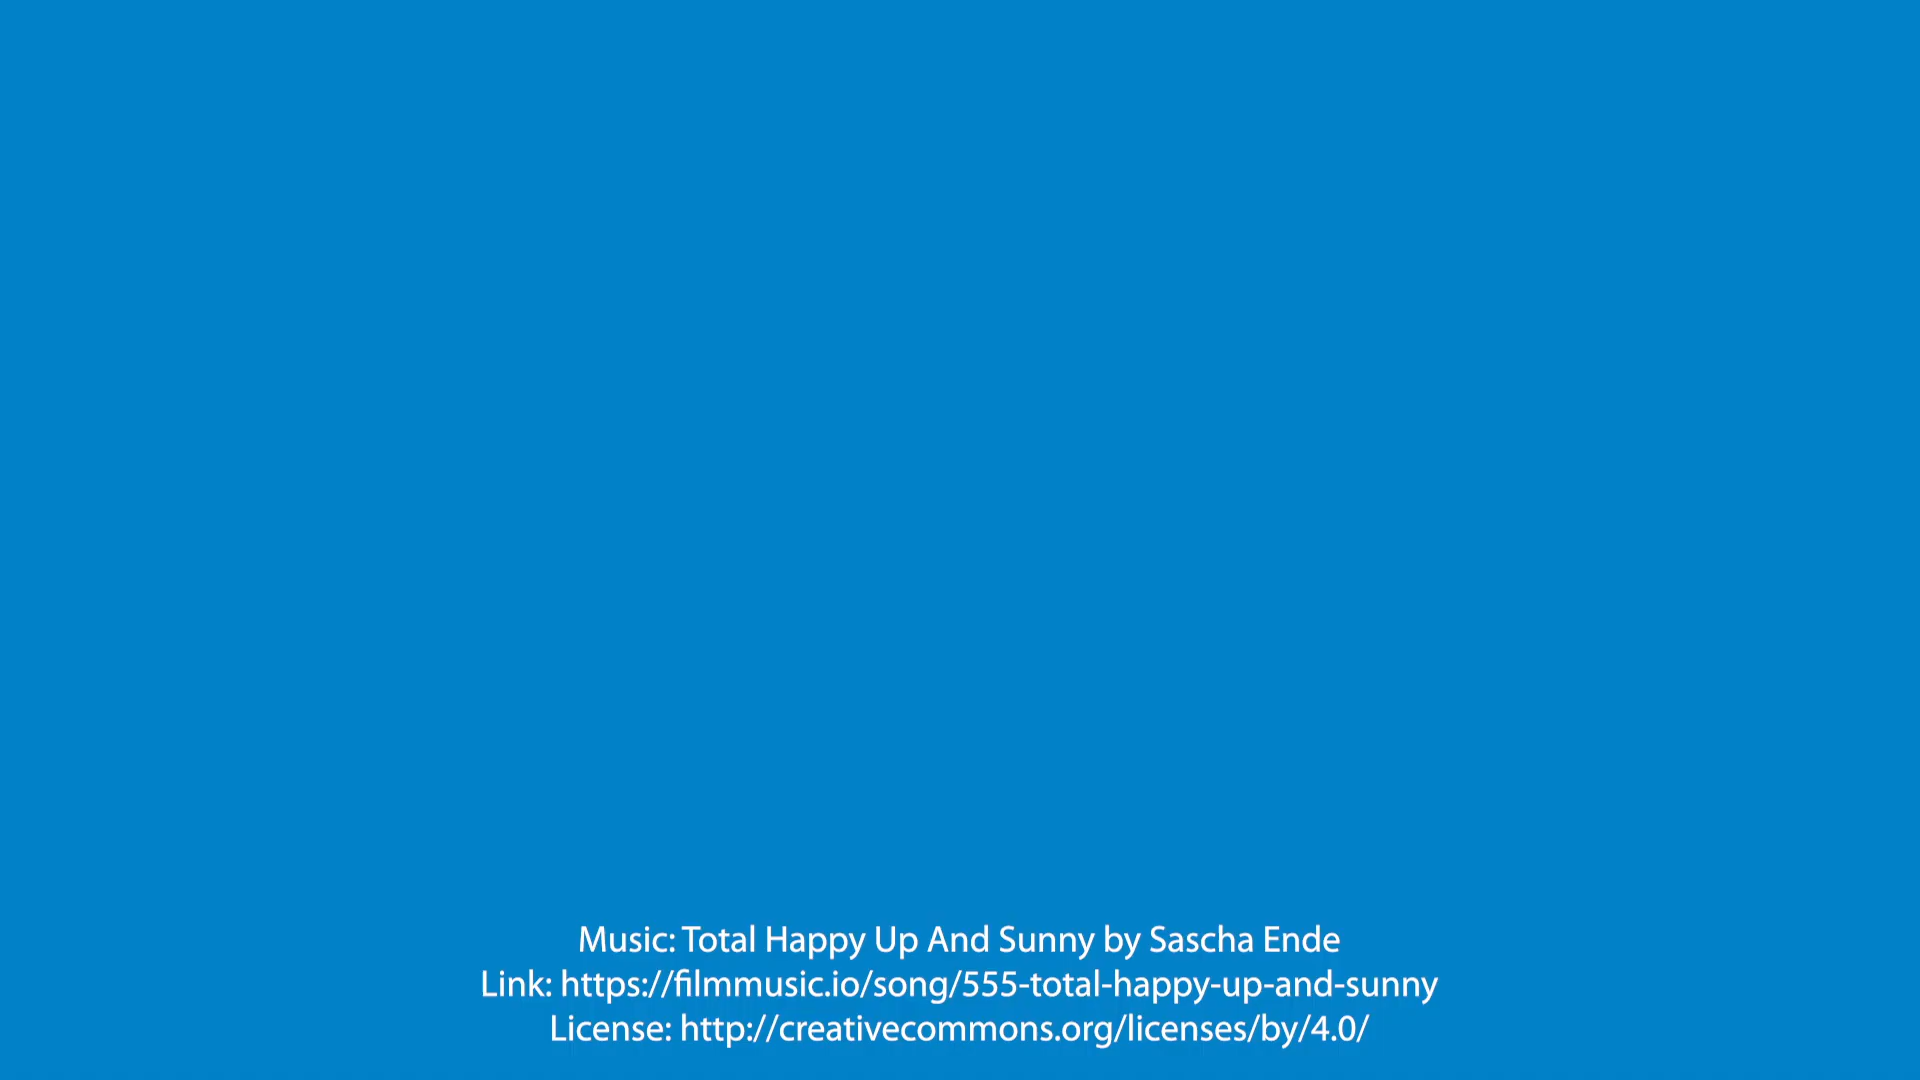 Music: Total Happy Up And Sunny by Sascha Ende
Link: https://filmmusic.io/song/555-total-happy-up-and-sunny
License: http://creativecommons.org/licenses/by/4.0/